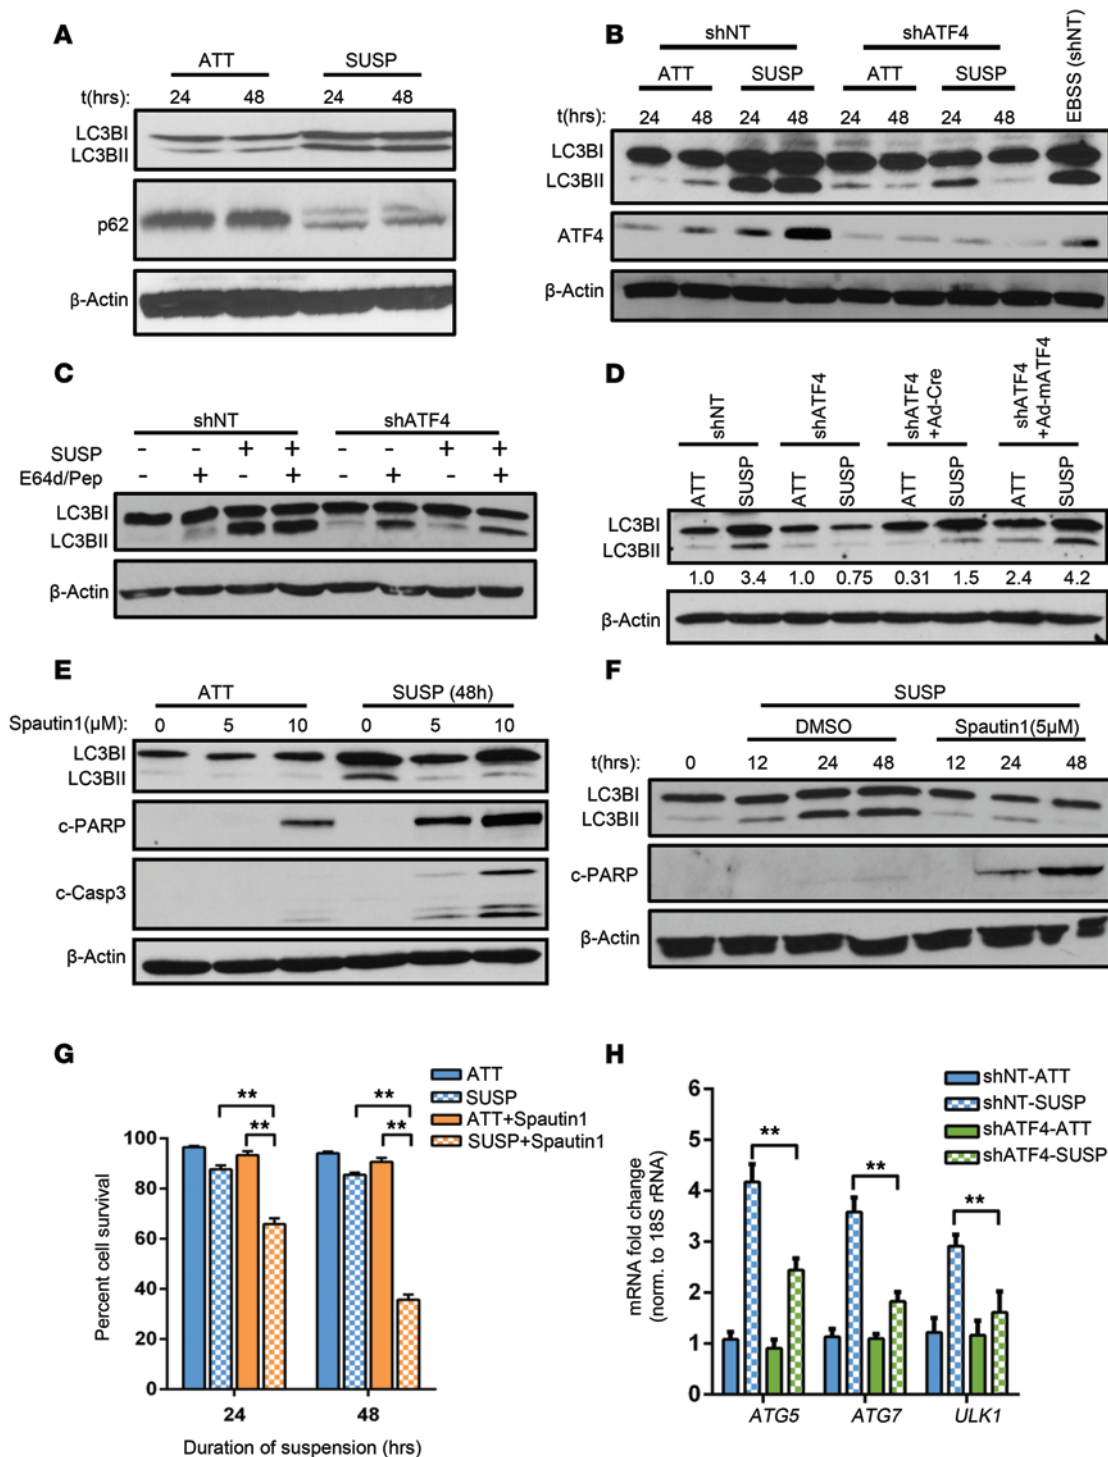 A
ATT SUSP
t(hrs): 24 48 24 48
LC3BI
LC3BII
p62
β-Actin
B
shNT shATF4
EBSS (shNT)
ATT SUSP ATT SUSP
t(hrs): 24 48 24 48 24 48 24 48
LC3BI
LC3BII
ATF4
β-Actin
C
shNT shATF4
SUSP - - + + - - + +
E64d/Pep - + - + - + - +
LC3BI
LC3BII
β-Actin
D
shNT
shATF4
shATF4
+Ad-Cre
shATF4
+Ad-mATF4
ATT SUSP ATT SUSP ATT SUSP ATT SUSP
LC3BI
LC3BII
1.0 3.4 1.0 0.75 0.31 1.5 2.4 4.2
β-Actin
E
ATT SUSP (48h)
Spautin1(μM): 0 5 10 0 5 10
LC3BI
LC3BII
c-PARP
c-Casp3
β-Actin
F
SUSP
DMSO Spautin1(5μM)
t(hrs): 0 12 24 48 12 24 48
LC3BI
LC3BII
c-PARP
β-Actin
G
ATT
SUSP
ATT+Spautin1
SUSP+Spautin1
** **
** **
100
80
60
40
20
0
Percent cell survival
24 48
Duration of suspension (hrs)
H
shNT-ATT
shNT-SUSP
shATF4-ATT
shATF4-SUSP
** ** **
6
5
4
3
2
1
0
mRNA fold change
(norm. to 18S rRNA)
ATG5 ATG7 ULK1